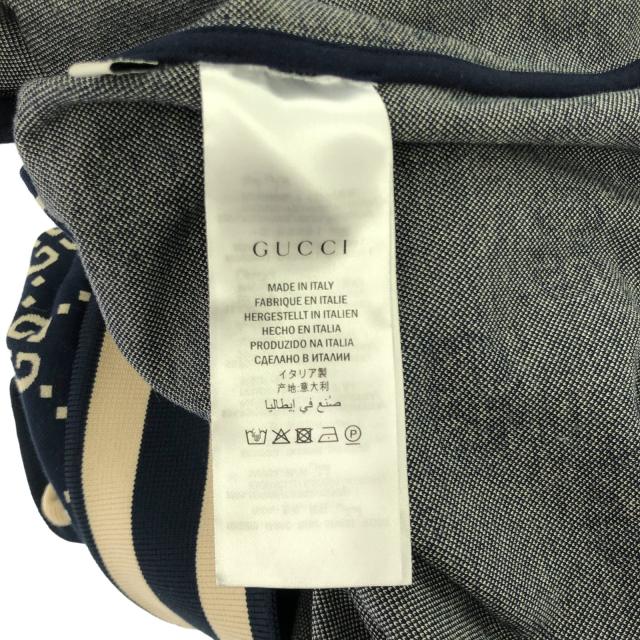 GUCCI
MADE IN ITALY
FABRIQUE EN ITALIE
HERGESTELLT IN ITALIEN
HECHO EN ITALIA
PRODUZIDO NA ITALIA
СДЕЛАНО В ИТАЛИИ
イタリア製
产地:意大利
صُنع في إيطاليا